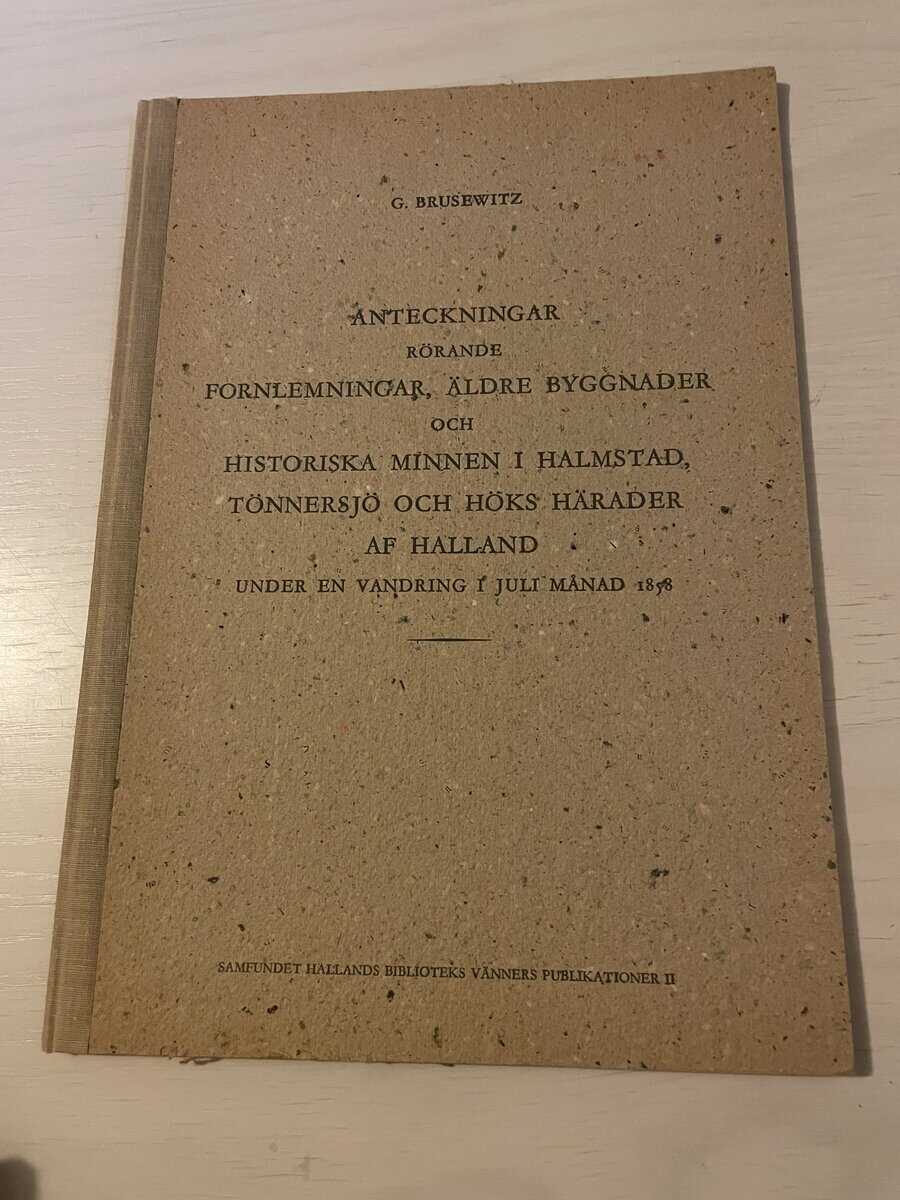 G. BRUSEWITZ
ANTECKNINGAR
RÖRANDE
FORNLEMNINGAR, ÄLDRE BYGGNADER
OCH
HISTORISKA MINNEN I HALMSTAD,
TÖNNERSJÖ OCH HÖKS HÄRADER
AF HALLAND
UNDER EN VANDRING I JULI MÅNAD 1858
SAMFUNDET HALLANDS BIBLIOTEKS VÄNNERS PUBLIKATIONER II